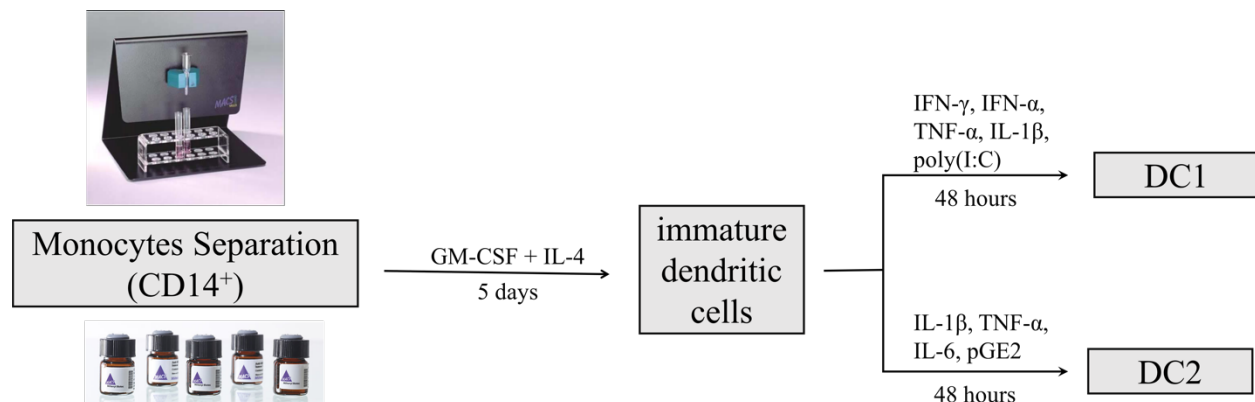 MACS
Monocytes Separation
(CD14⁺)
GM-CSF + IL-4
5 days
immature
dendritic
cells
IFN-γ, IFN-α,
TNF-α, IL-1β,
poly(I:C)
48 hours
DC1
IL-1β, TNF-α,
IL-6, pGE2
48 hours
DC2